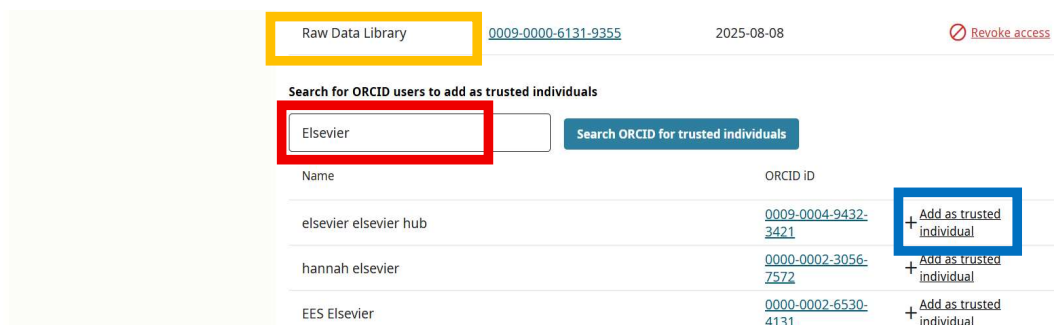 Raw Data Library 0009-0000-6131-9355 2025-08-08 Revoke access
Search for ORCID users to add as trusted individuals
Elsevier Search ORCID for trusted individuals
Name ORCID iD
elsevier elsevier hub 0009-0004-9432-3421 Add as trusted individual
hannah elsevier 0000-0002-3056-7572 Add as trusted individual
EES Elsevier 0000-0002-6530-4131 Add as trusted individual